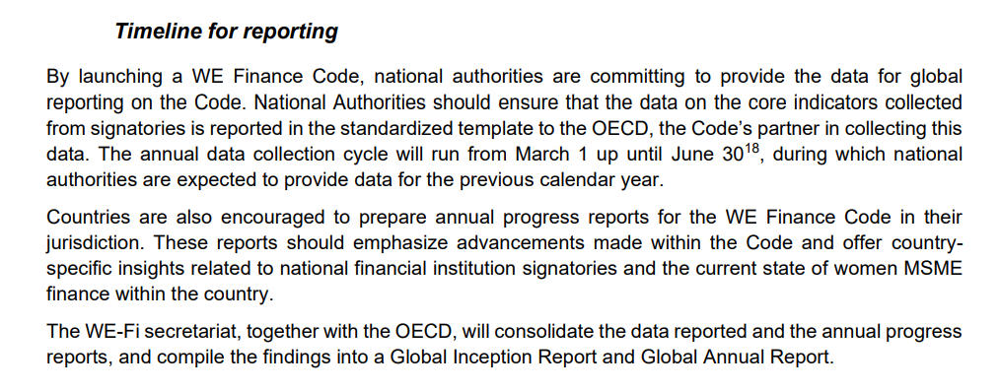 Timeline for reporting
By launching a WE Finance Code, national authorities are committing to provide the data for global
reporting on the Code. National Authorities should ensure that the data on the core indicators collected
from signatories is reported in the standardized template to the OECD, the Code's partner in collecting this
data. The annual data collection cycle will run from March 1 up until June 30¹⁸, during which national
authorities are expected to provide data for the previous calendar year.
Countries are also encouraged to prepare annual progress reports for the WE Finance Code in their
jurisdiction. These reports should emphasize advancements made within the Code and offer country-
specific insights related to national financial institution signatories and the current state of women MSME
finance within the country.
The WE-Fi secretariat, together with the OECD, will consolidate the data reported and the annual progress
reports, and compile the findings into a Global Inception Report and Global Annual Report.